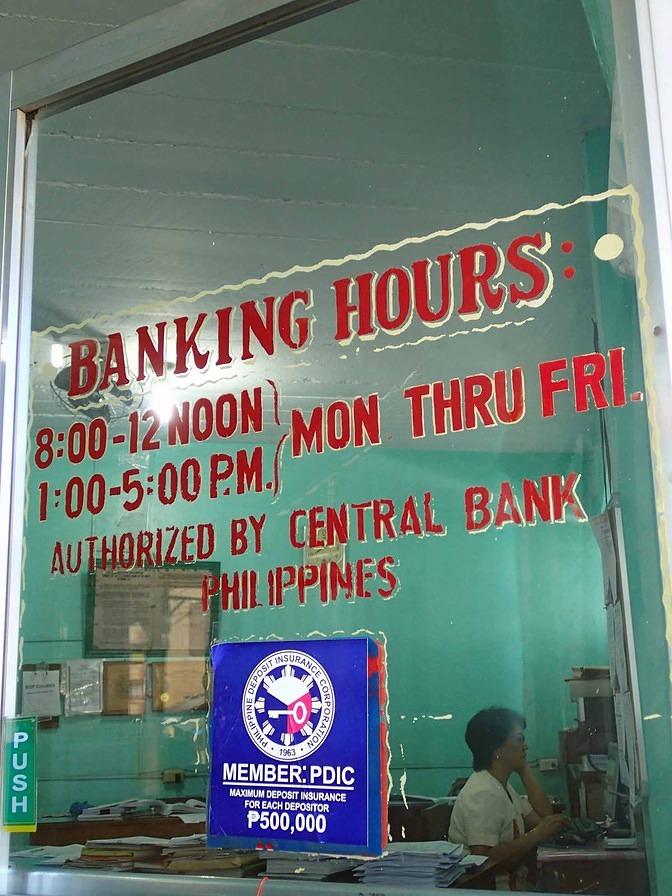 BANKING HOURS:
8:00-12 NOON
1:00-5:00 P.M.
MON. THRU FRI.
AUTHORIZED BY CENTRAL BANK
PHILIPPINES
PHILIPPINE DEPOSIT INSURANCE CORPORATION
• 1963 •
MEMBER: PDIC
MAXIMUM DEPOSIT INSURANCE
FOR EACH DEPOSITOR
₱500,000
PUSH